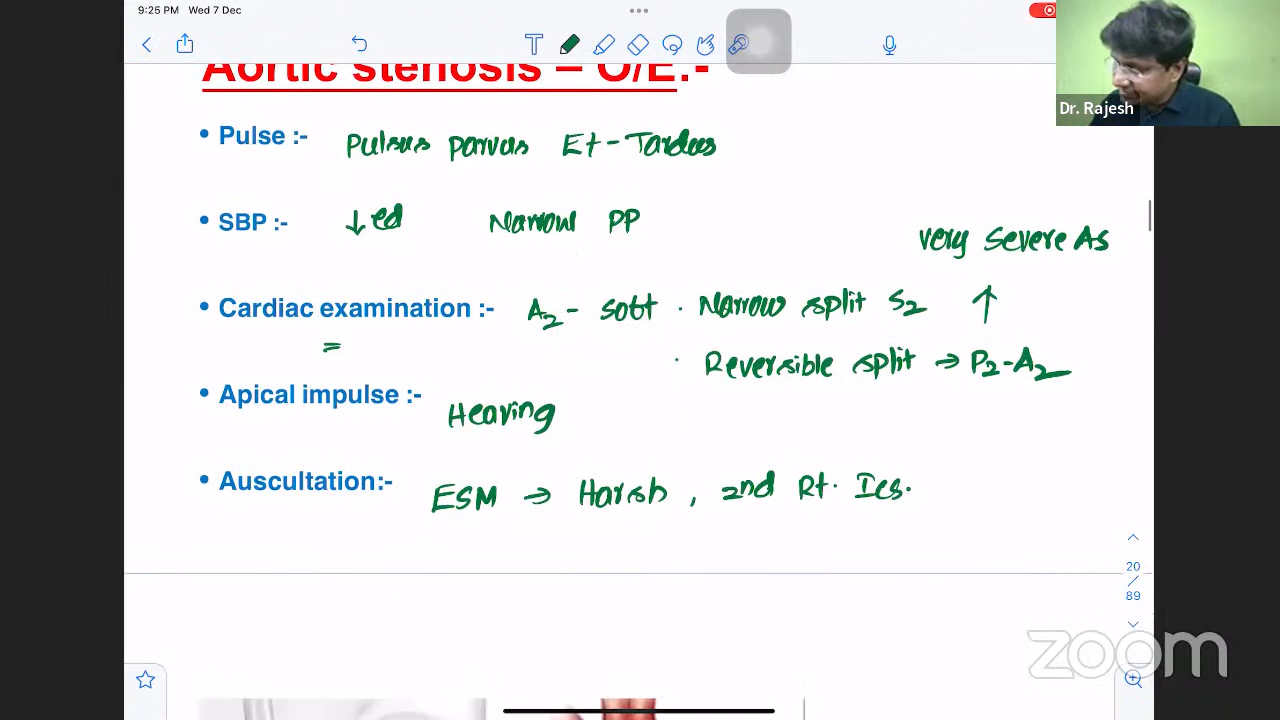 9:25 PM Wed 7 Dec
Aortic stenosis – O/E:-
Dr. Rajesh
• Pulse :- Pulsus parvus Et-Tardus
• SBP :- ↓ed Narrow PP
very Severe As
• Cardiac examination :- A2 - soft · Narrow split S2 ↑
=
· Reversible split → P2-A2
• Apical impulse :- Heaving
• Auscultation:- ESM → Harsh, 2nd Rt. Ics.
20
/
89
zoom